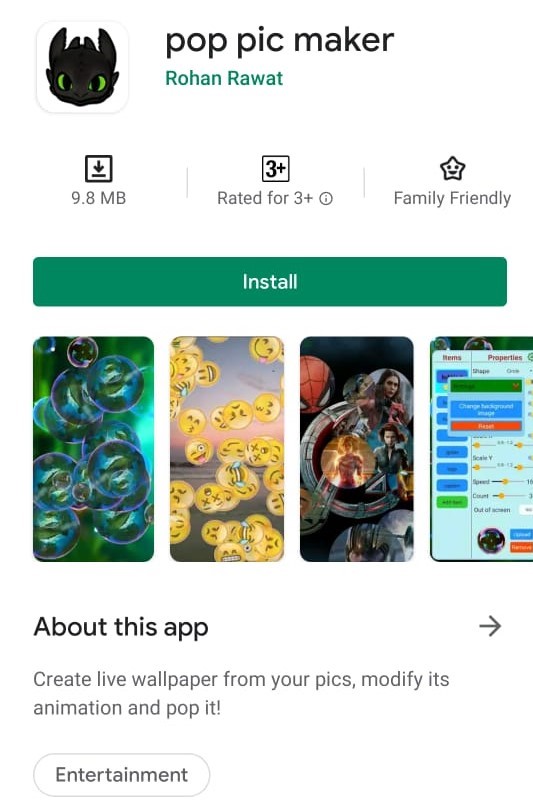 pop pic maker
Rohan Rawat
3+
9.8 MB
Rated for 3+
Family Friendly
Install
Items
Properties
Shape
Circle
Change background
image
Reset
Scale Y
Speed
Count
Out of screen
Upload
Remove
About this app
Create live wallpaper from your pics, modify its
animation and pop it!
Entertainment